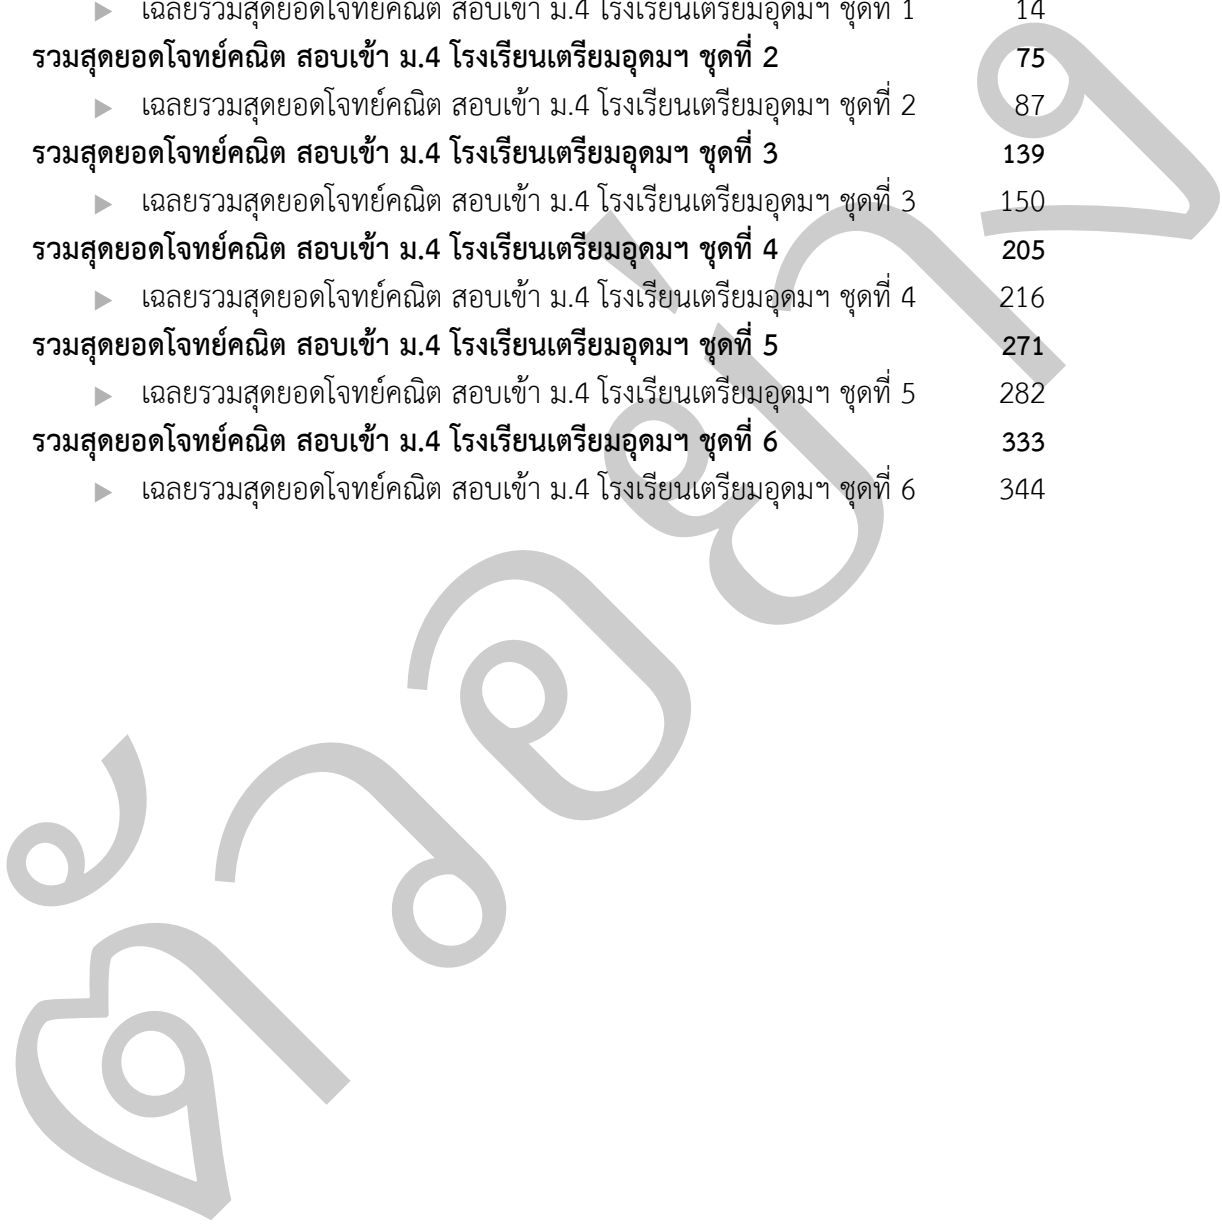 ▶ เฉลยรวมสุดยอดโจทย์คณิต สอบเข้า ม.4 โรงเรียนเตรียมอุดมฯ ชุดที่ 1 14
รวมสุดยอดโจทย์คณิต สอบเข้า ม.4 โรงเรียนเตรียมอุดมฯ ชุดที่ 2 75
▶ เฉลยรวมสุดยอดโจทย์คณิต สอบเข้า ม.4 โรงเรียนเตรียมอุดมฯ ชุดที่ 2 87
รวมสุดยอดโจทย์คณิต สอบเข้า ม.4 โรงเรียนเตรียมอุดมฯ ชุดที่ 3 139
▶ เฉลยรวมสุดยอดโจทย์คณิต สอบเข้า ม.4 โรงเรียนเตรียมอุดมฯ ชุดที่ 3 150
รวมสุดยอดโจทย์คณิต สอบเข้า ม.4 โรงเรียนเตรียมอุดมฯ ชุดที่ 4 205
▶ เฉลยรวมสุดยอดโจทย์คณิต สอบเข้า ม.4 โรงเรียนเตรียมอุดมฯ ชุดที่ 4 216
รวมสุดยอดโจทย์คณิต สอบเข้า ม.4 โรงเรียนเตรียมอุดมฯ ชุดที่ 5 271
▶ เฉลยรวมสุดยอดโจทย์คณิต สอบเข้า ม.4 โรงเรียนเตรียมอุดมฯ ชุดที่ 5 282
รวมสุดยอดโจทย์คณิต สอบเข้า ม.4 โรงเรียนเตรียมอุดมฯ ชุดที่ 6 333
▶ เฉลยรวมสุดยอดโจทย์คณิต สอบเข้า ม.4 โรงเรียนเตรียมอุดมฯ ชุดที่ 6 344
ตัวอย่าง